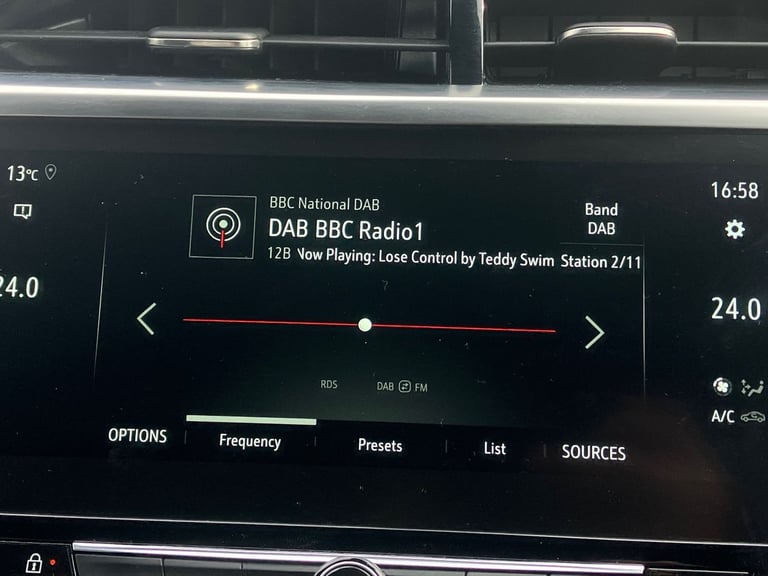 13°C
16:58
BBC National DAB
DAB BBC Radio1
Band
DAB
12B Now Playing: Lose Control by Teddy Swim Station 2/11
24.0
24.0
RDS
DAB FM
A/C
OPTIONS
Frequency
Presets
List
SOURCES